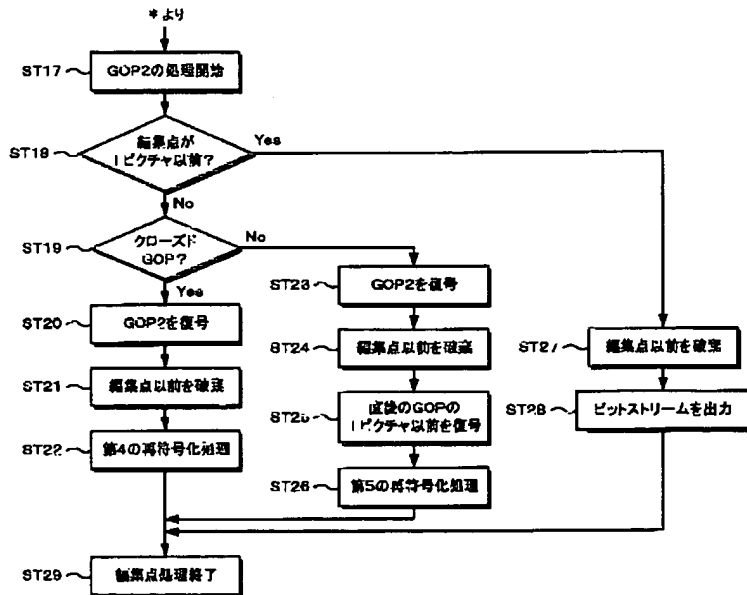 *より
ST17
GOP2の処理開始
ST18
編集点が
Iピクチャ以前?
Yes
No
ST19
クローズド
GOP?
No
Yes
ST20
GOP2を復号
ST21
編集点以前を破棄
ST22
第4の再符号化処理
ST23
GOP2を復号
ST24
編集点以前を破棄
ST25
直後のGOPの
Iピクチャ以前を復号
ST26
第5の再符号化処理
ST27
編集点以前を破棄
ST28
ビットストリームを出力
ST29
編集点処理終了